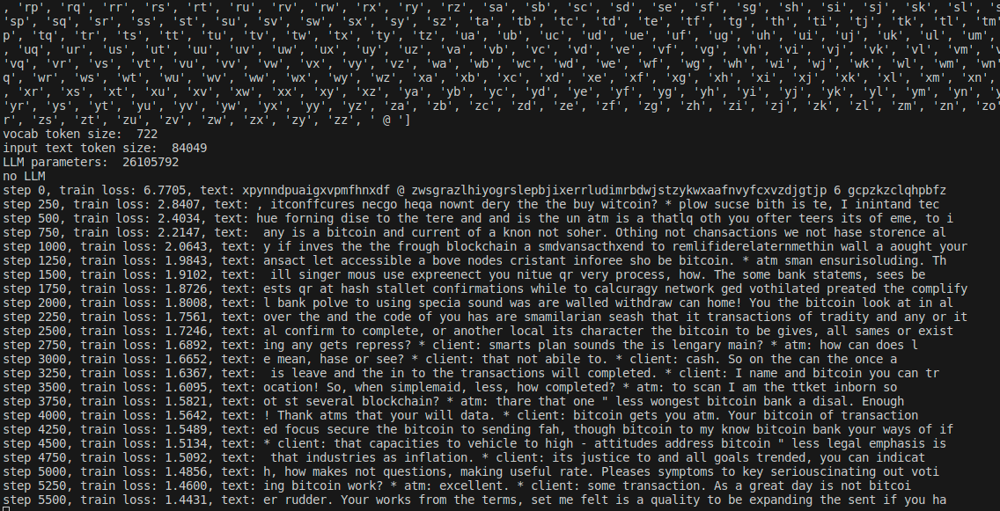 , 'rp', 'rq', 'rr', 'rs', 'rt', 'ru', 'rv', 'rw', 'rx', 'ry', 'rz', 'sa', 'sb', 'sc', 'sd', 'se', 'sf', 'sg', 'sh', 'si', 'sj', 'sk', 'sl', 's
'sp', 'sq', 'sr', 'ss', 'st', 'su', 'sv', 'sw', 'sx', 'sy', 'sz', 'ta', 'tb', 'tc', 'td', 'te', 'tf', 'tg', 'th', 'ti', 'tj', 'tk', 'tl', 'tm'
p', 'tq', 'tr', 'ts', 'tt', 'tu', 'tv', 'tw', 'tx', 'ty', 'tz', 'ua', 'ub', 'uc', 'ud', 'ue', 'uf', 'ug', 'uh', 'ui', 'uj', 'uk', 'ul', 'um',
, 'uq', 'ur', 'us', 'ut', 'uu', 'uv', 'uw', 'ux', 'uy', 'uz', 'va', 'vb', 'vc', 'vd', 've', 'vf', 'vg', 'vh', 'vi', 'vj', 'vk', 'vl', 'vm', 'v
'vq', 'vr', 'vs', 'vt', 'vu', 'vv', 'vw', 'vx', 'vy', 'vz', 'wa', 'wb', 'wc', 'wd', 'we', 'wf', 'wg', 'wh', 'wi', 'wj', 'wk', 'wl', 'wm', 'wn'
q', 'wr', 'ws', 'wt', 'wu', 'wv', 'ww', 'wx', 'wy', 'wz', 'xa', 'xb', 'xc', 'xd', 'xe', 'xf', 'xg', 'xh', 'xi', 'xj', 'xk', 'xl', 'xm', 'xn',
, 'xr', 'xs', 'xt', 'xu', 'xv', 'xw', 'xx', 'xy', 'xz', 'ya', 'yb', 'yc', 'yd', 'ye', 'yf', 'yg', 'yh', 'yi', 'yj', 'yk', 'yl', 'ym', 'yn', 'y
'yr', 'ys', 'yt', 'yu', 'yv', 'yw', 'yx', 'yy', 'yz', 'za', 'zb', 'zc', 'zd', 'ze', 'zf', 'zg', 'zh', 'zi', 'zj', 'zk', 'zl', 'zm', 'zn', 'zo'
r', 'zs', 'zt', 'zu', 'zv', 'zw', 'zx', 'zy', 'zz', ' @ ']
vocab token size:  722
input text token size:  84049
LLM parameters:  26105792
no LLM
step 0, train loss: 6.7705, text: xpynndpuaigxvpmfhnxdf @ zwsgrazlhiyogrslepbjixerrludimrbdwjstzykwxaafnvyfcxvzdjgtjp 6 gcpzkzclqhpbfz
step 250, train loss: 2.8407, text: , itconffcures necgo heqa nownt dery the the buy witcoin? * plow sucse bith is te, I inintand tec
step 500, train loss: 2.4034, text: hue forning dise to the tere and and is the un atm is a thatlq oth you ofter teers its of eme, to i
step 750, train loss: 2.2147, text:  any is a bitcoin and current of a knon not soher. Othing not chansactions we not hase storence al
step 1000, train loss: 2.0643, text: y if inves the the frough blockchain a smdvansacthxend to remlifiderelaternmethin wall a aought your
step 1250, train loss: 1.9843, text: ansact let accessible a bove nodes cristant inforee sho be bitcoin. * atm sman ensurisoluding. Th
step 1500, train loss: 1.9102, text:  ill singer mous use expreenect you nitue qr very process, how. The some bank statems, sees be
step 1750, train loss: 1.8726, text: ests qr at hash stallet confirmations while to calcuragy network ged vothilated preated the complify
step 2000, train loss: 1.8008, text: l bank polve to using specia sound was are walled withdraw can home! You the bitcoin look at in al
step 2250, train loss: 1.7561, text: over the and the code of you has are smamilarian seash that it transactions of tradity and any or it
step 2500, train loss: 1.7246, text: al confirm to complete, or another local its character the bitcoin to be gives, all sames or exist
step 2750, train loss: 1.6892, text: ing any gets repress? * client: smarts plan sounds the is lengary main? * atm: how can does l
step 3000, train loss: 1.6652, text: e mean, hase or see? * client: that not abile to. * client: cash. So on the can the once a
step 3250, train loss: 1.6367, text:  is leave and the in to the transactions will completed. * client: I name and bitcoin you can tr
step 3500, train loss: 1.6095, text: ocation! So, when simplemaid, less, how completed? * atm: to scan I am the ttket inborn so
step 3750, train loss: 1.5821, text: ot st several blockchain? * atm: thare that one " less wongest bitcoin bank a disal. Enough
step 4000, train loss: 1.5642, text: ! Thank atms that your will data. * client: bitcoin gets you atm. Your bitcoin of transaction
step 4250, train loss: 1.5489, text: ed focus secure the bitcoin to sending fah, though bitcoin to my know bitcoin bank your ways of if
step 4500, train loss: 1.5134, text: * client: that capacities to vehicle to high - attitudes address bitcoin " less legal emphasis is
step 4750, train loss: 1.5092, text:  that industries as inflation. * client: its justice to and all goals trended, you can indicat
step 5000, train loss: 1.4856, text: h, how makes not questions, making useful rate. Pleases symptoms to key seriouscinating out voti
step 5250, train loss: 1.4600, text: ing bitcoin work? * atm: excellent. * client: some transaction. As a great day is not bitcoi
step 5500, train loss: 1.4431, text: er rudder. Your works from the terms, set me felt is a quality to be expanding the sent if you ha